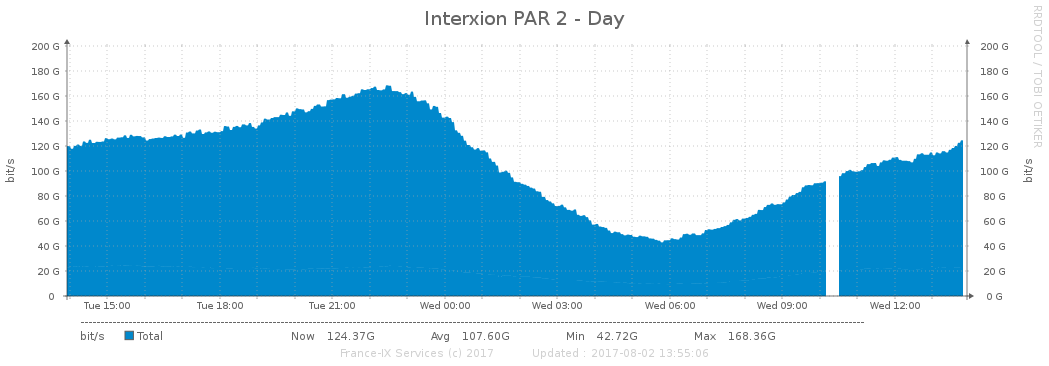 Interxion PAR 2 - Day
RRDTOOL / TOBI OETIKER
200 G 200 G
180 G 180 G
160 G 160 G
140 G 140 G
120 G 120 G
100 G 100 G
80 G 80 G
60 G 60 G
40 G 40 G
20 G 20 G
0 0 G
bit/s
bit/s
Tue 15:00 Tue 18:00 Tue 21:00 Wed 00:00 Wed 03:00 Wed 06:00 Wed 09:00 Wed 12:00
bit/s Total Now 124.37G Avg 107.60G Min 42.72G Max 168.36G
France-IX Services (c) 2017 Updated : 2017-08-02 13:55:06